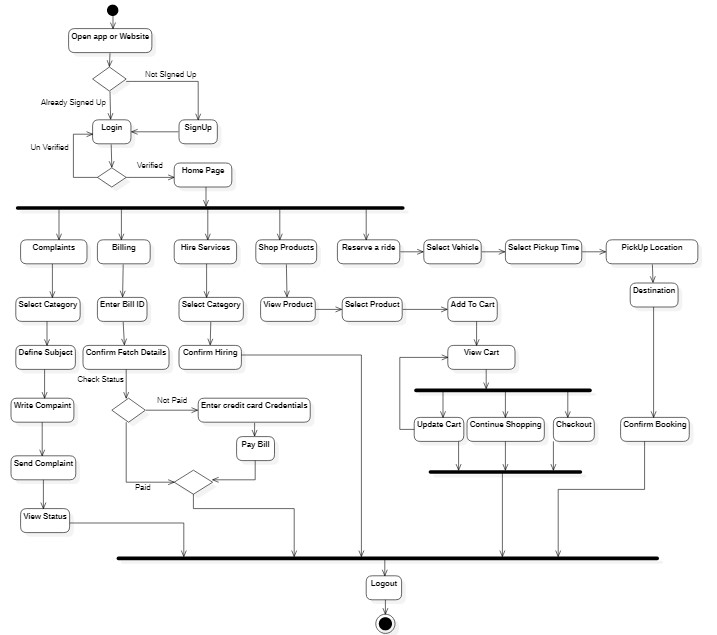 Open app or Website
Not SIgned Up
Already Signed Up
Login
SignUp
Un Verified
Verified
Home Page
Complaints
Billing
Hire Services
Shop Products
Reserve a ride
Select Vehicle
Select Pickup Time
PickUp Location
Select Category
Enter Bill ID
Select Category
View Product
Select Product
Add To Cart
Destination
Define Subject
Confirm Fetch Details
Confirm Hiring
View Cart
Check Status
Write Compaint
Not Paid
Enter credit card Credentials
Update Cart
Continue Shopping
Checkout
Confirm Booking
Pay Bill
Send Complaint
Paid
View Status
Logout